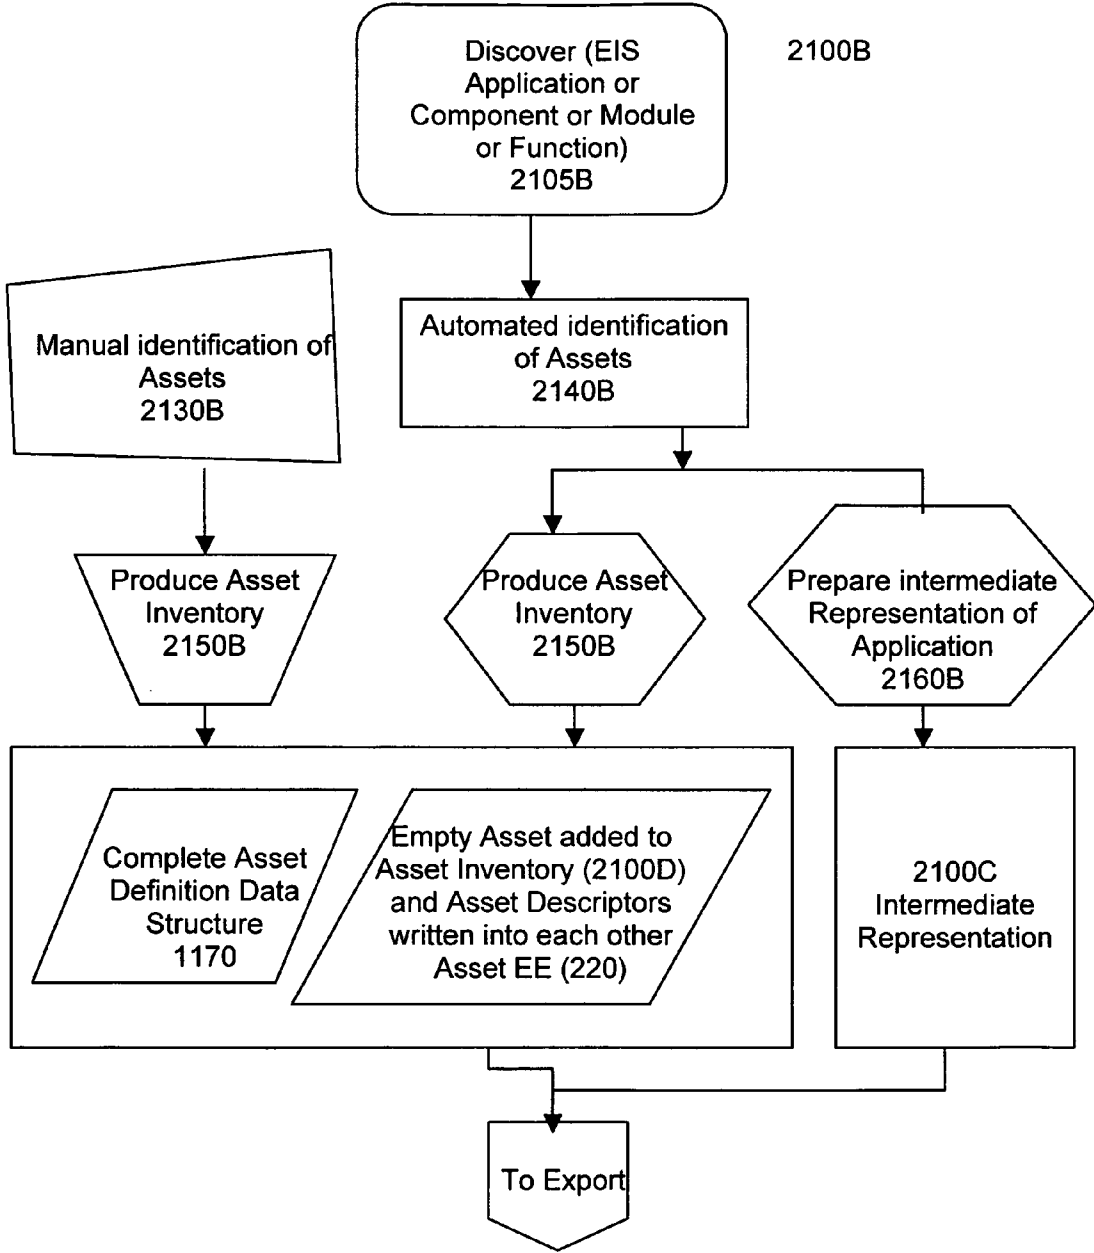 Discover (EIS
Application or
Component or Module
or Function)
2105B
2100B
Manual identification of
Assets
2130B
Automated identification
of Assets
2140B
Produce Asset
Inventory
2150B
Produce Asset
Inventory
2150B
Prepare intermediate
Representation of
Application
2160B
Complete Asset
Definition Data
Structure
1170
Empty Asset added to
Asset Inventory (2100D)
and Asset Descriptors
written into each other
Asset EE (220)
2100C
Intermediate
Representation
To Export